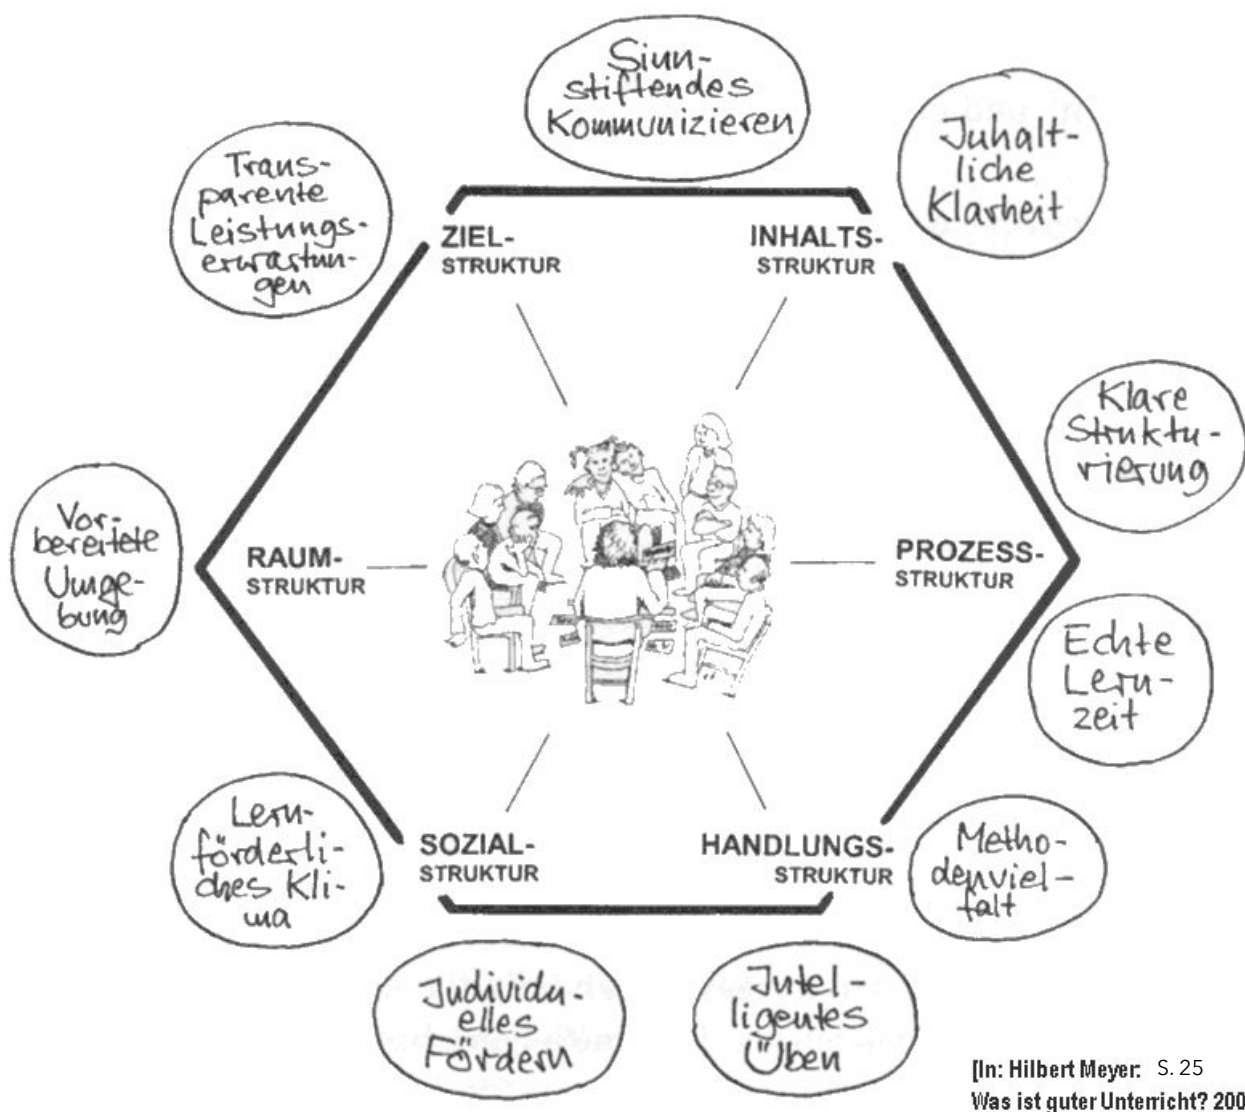 Sinn-
stiftendes
Kommunizieren
Inhalt-
liche
Klarheit
Trans-
parente
Leistungs-
erwartun-
gen
ZIEL-
STRUKTUR
INHALTS-
STRUKTUR
Klare
Struktu-
rierung
Vor-
bereitete
Umge-
bung
RAUM-
STRUKTUR
PROZESS-
STRUKTUR
Echte
Lern-
zeit
Lern-
förderli-
ches Kli-
ma
SOZIAL-
STRUKTUR
HANDLUNGS-
STRUKTUR
Metho-
denviel-
falt
Individu-
elles
Fördern
Intel-
ligentes
Üben
[In: Hilbert Meyer: S. 25
Was ist guter Unterricht? 200